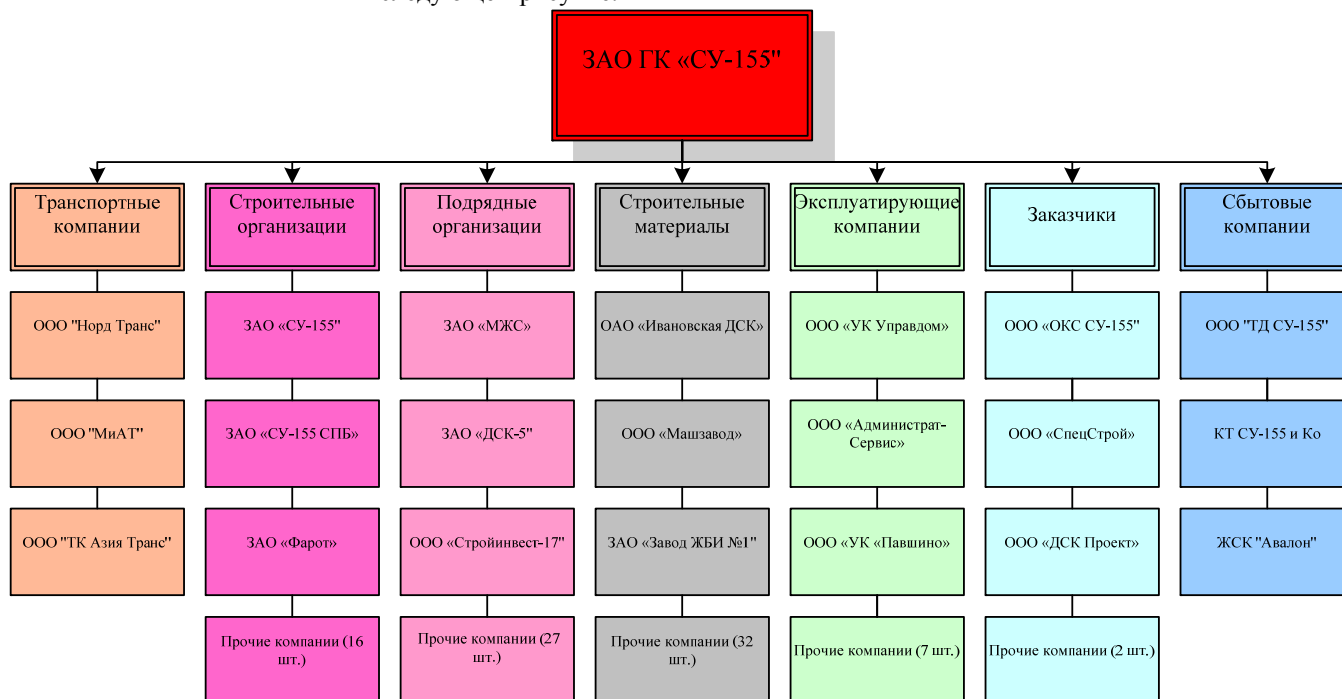 ЗАО ГК «СУ-155"
Транспортные
компании
Строительные
организации
Подрядные
организации
Строительные
материалы
Эксплуатирующие
компании
Заказчики
Сбытовые
компании
ООО "Норд Транс"
ЗАО «СУ-155"
ЗАО «МЖС»
ОАО «Ивановская ДСК»
ООО «УК Управдом»
ООО «ОКС СУ-155"
ООО "ТД СУ-155"
ООО "МиАТ"
ЗАО «СУ-155 СПБ»
ЗАО «ДСК-5"
ООО «Машзавод»
ООО «Администрат-
Сервис»
ООО «СпецСтрой»
КТ СУ-155 и Ко
ООО "ТК Азия Транс"
ЗАО «Фарот»
ООО «Стройинвест-17"
ЗАО «Завод ЖБИ №1"
ООО «УК «Павшино»
ООО «ДСК Проект»
ЖСК "Авалон"
Прочие компании (16
шт.)
Прочие компании (27
шт.)
Прочие компании (32
шт.)
Прочие компании (7 шт.)
Прочие компании (2 шт.)